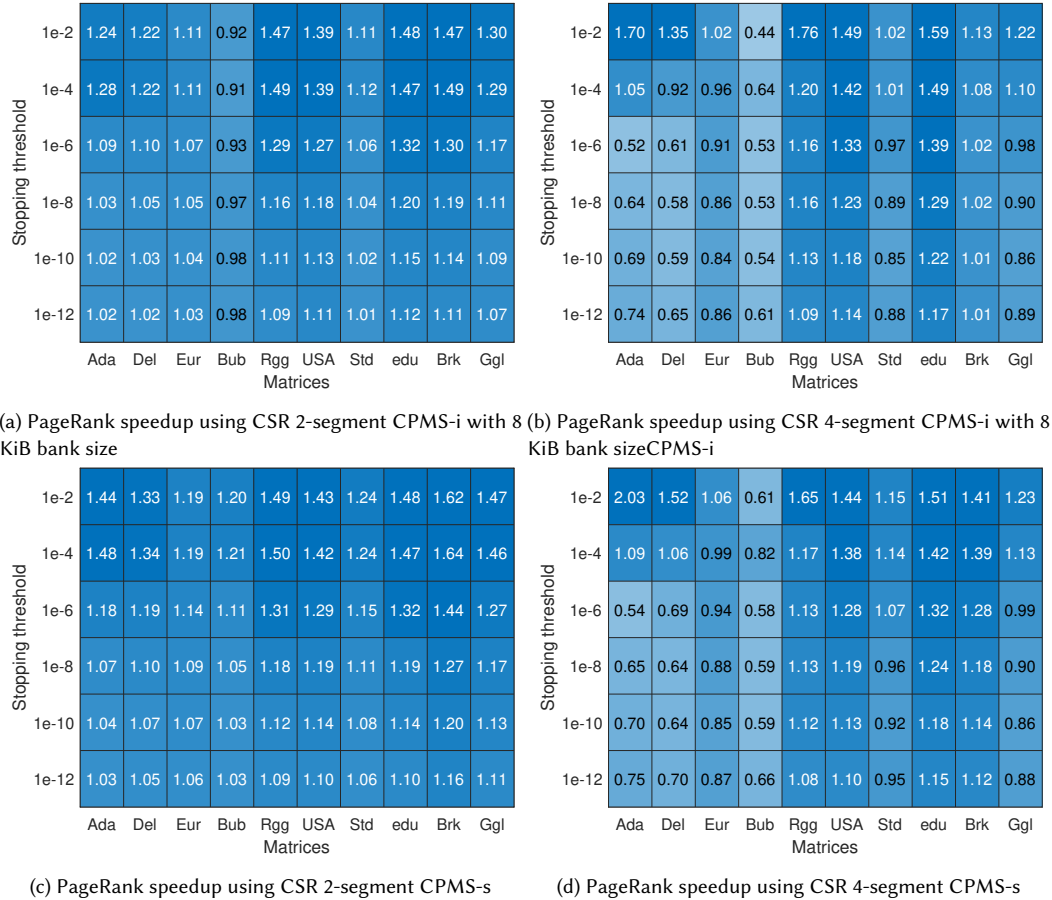 Stopping threshold
1e-2 1.24 1.22 1.11 0.92 1.47 1.39 1.11 1.48 1.47 1.30
1e-4 1.28 1.22 1.11 0.91 1.49 1.39 1.12 1.47 1.49 1.29
1e-6 1.09 1.10 1.07 0.93 1.29 1.27 1.06 1.32 1.30 1.17
1e-8 1.03 1.05 1.05 0.97 1.16 1.18 1.04 1.20 1.19 1.11
1e-10 1.02 1.03 1.04 0.98 1.11 1.13 1.02 1.15 1.14 1.09
1e-12 1.02 1.02 1.03 0.98 1.09 1.11 1.01 1.12 1.11 1.07
Ada Del Eur Bub Rgg USA Std edu Brk Ggl
Matrices
(a) PageRank speedup using CSR 2-segment CPMS-i with 8
KiB bank size
Stopping threshold
1e-2 1.70 1.35 1.02 0.44 1.76 1.49 1.02 1.59 1.13 1.22
1e-4 1.05 0.92 0.96 0.64 1.20 1.42 1.01 1.49 1.08 1.10
1e-6 0.52 0.61 0.91 0.53 1.16 1.33 0.97 1.39 1.02 0.98
1e-8 0.64 0.58 0.86 0.53 1.16 1.23 0.89 1.29 1.02 0.90
1e-10 0.69 0.59 0.84 0.54 1.13 1.18 0.85 1.22 1.01 0.86
1e-12 0.74 0.65 0.86 0.61 1.09 1.14 0.88 1.17 1.01 0.89
Ada Del Eur Bub Rgg USA Std edu Brk Ggl
Matrices
(b) PageRank speedup using CSR 4-segment CPMS-i with 8
KiB bank sizeCPMS-i
Stopping threshold
1e-2 1.44 1.33 1.19 1.20 1.49 1.43 1.24 1.48 1.62 1.47
1e-4 1.48 1.34 1.19 1.21 1.50 1.42 1.24 1.47 1.64 1.46
1e-6 1.18 1.19 1.14 1.11 1.31 1.29 1.15 1.32 1.44 1.27
1e-8 1.07 1.10 1.09 1.05 1.18 1.19 1.11 1.19 1.27 1.17
1e-10 1.04 1.07 1.07 1.03 1.12 1.14 1.08 1.14 1.20 1.13
1e-12 1.03 1.05 1.06 1.03 1.09 1.10 1.06 1.10 1.16 1.11
Ada Del Eur Bub Rgg USA Std edu Brk Ggl
Matrices
(c) PageRank speedup using CSR 2-segment CPMS-s
Stopping threshold
1e-2 2.03 1.52 1.06 0.61 1.65 1.44 1.15 1.51 1.41 1.23
1e-4 1.09 1.06 0.99 0.82 1.17 1.38 1.14 1.42 1.39 1.13
1e-6 0.54 0.69 0.94 0.58 1.13 1.28 1.07 1.32 1.28 0.99
1e-8 0.65 0.64 0.88 0.59 1.13 1.19 0.96 1.24 1.18 0.90
1e-10 0.70 0.64 0.85 0.59 1.12 1.13 0.92 1.18 1.14 0.86
1e-12 0.75 0.70 0.87 0.66 1.08 1.10 0.95 1.15 1.12 0.88
Ada Del Eur Bub Rgg USA Std edu Brk Ggl
Matrices
(d) PageRank speedup using CSR 4-segment CPMS-s